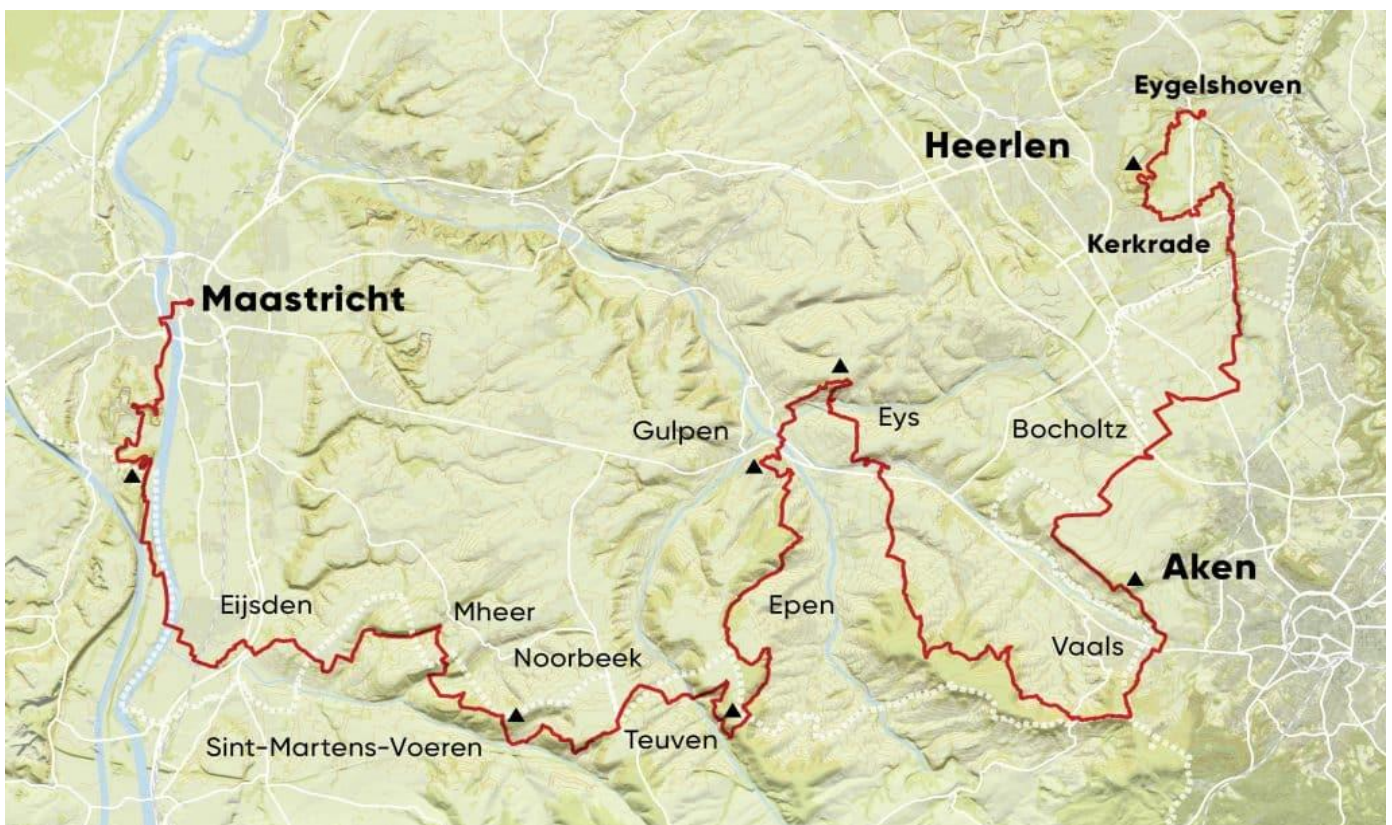 Eygelshoven
Heerlen
Kerkrade
Maastricht
Eys
Gulpen
Bocholtz
Aken
Eijsden
Mheer
Epen
Vaals
Noorbeek
Teuven
Sint-Martens-Voeren